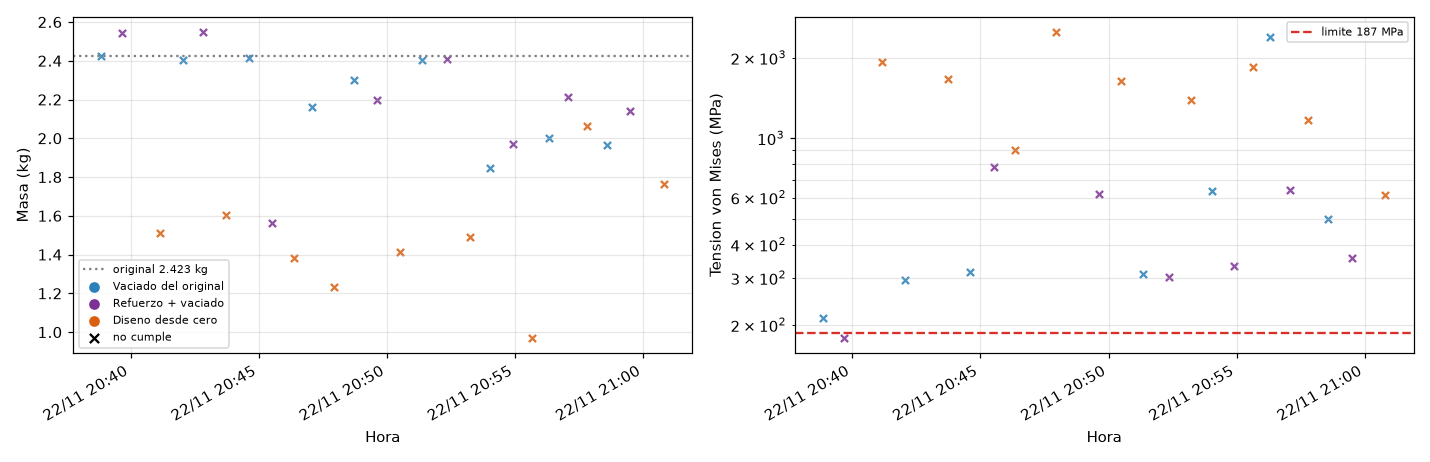 2.6
2.4
2.2
2.0
1.8
1.6
1.4
1.2
1.0
Masa (kg)
original 2.423 kg
Vaciado del original
Refuerzo + vaciado
Diseno desde cero
no cumple
22/11 20:40
22/11 20:45
22/11 20:50
22/11 20:55
22/11 21:00
Hora
Tension von Mises (MPa)
2 × 10³
10³
6 × 10²
4 × 10²
3 × 10²
2 × 10²
limite 187 MPa
22/11 20:40
22/11 20:45
22/11 20:50
22/11 20:55
22/11 21:00
Hora